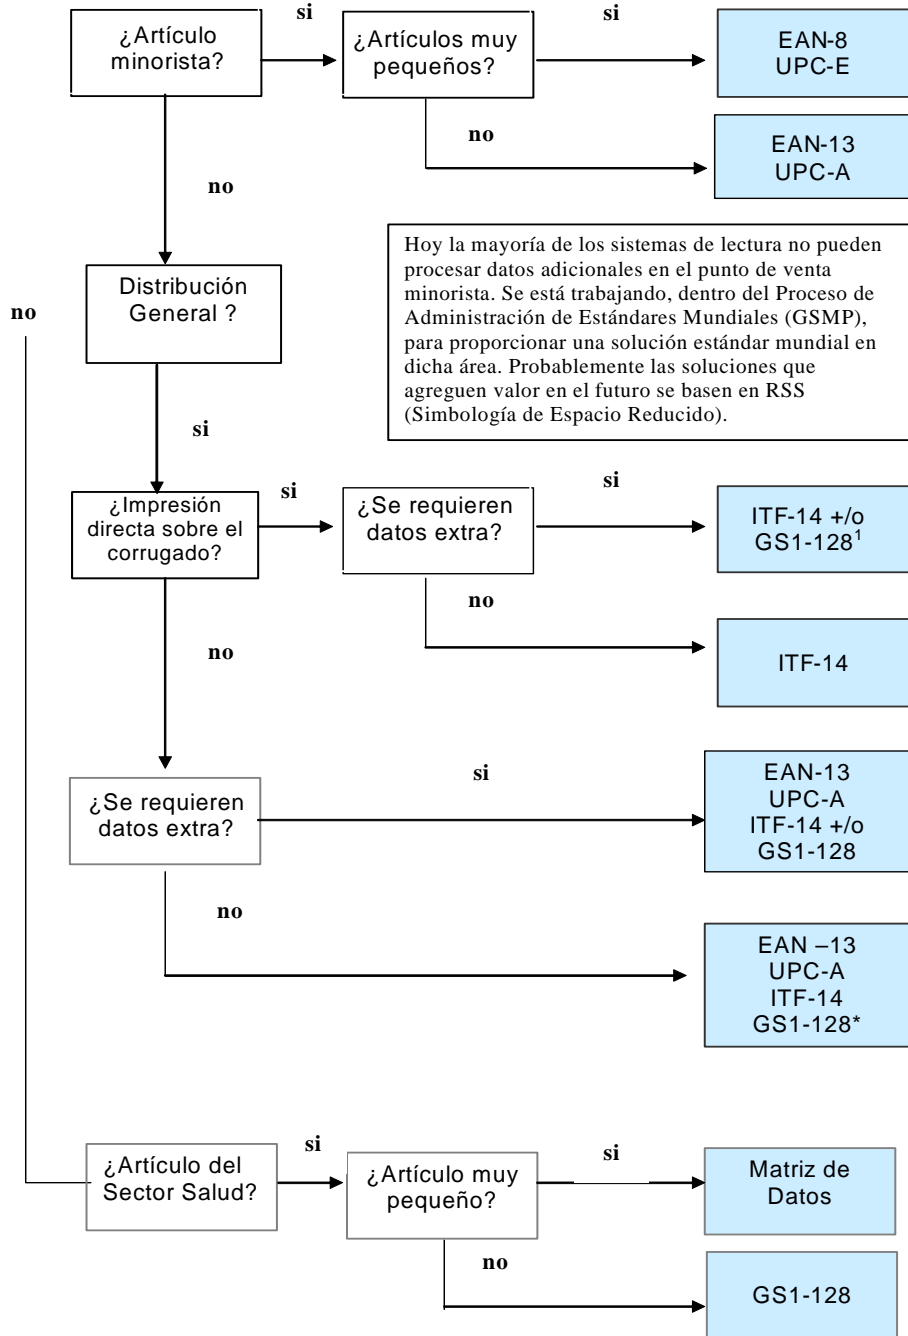 si
si
¿Artículo
minorista?
¿Artículos muy
pequeños?
EAN-8
UPC-E
no
EAN-13
UPC-A
no
Hoy la mayoría de los sistemas de lectura no pueden
procesar datos adicionales en el punto de venta
minorista. Se está trabajando, dentro del Proceso de
Administración de Estándares Mundiales (GSMP),
para proporcionar una solución estándar mundial en
dicha área. Probablemente las soluciones que
agreguen valor en el futuro se basen en RSS
(Simbología de Espacio Reducido).
no
Distribución
General ?
si
¿Impresión
directa sobre el
corrugado?
si
¿Se requieren
datos extra?
si
ITF-14 +/o
GS1-128¹
no
ITF-14
no
¿Se requieren
datos extra?
si
EAN-13
UPC-A
ITF-14 +/o
GS1-128
no
EAN –13
UPC-A
ITF-14
GS1-128*
¿Artículo del
Sector Salud?
si
¿Artículo muy
pequeño?
si
Matriz de
Datos
no
GS1-128